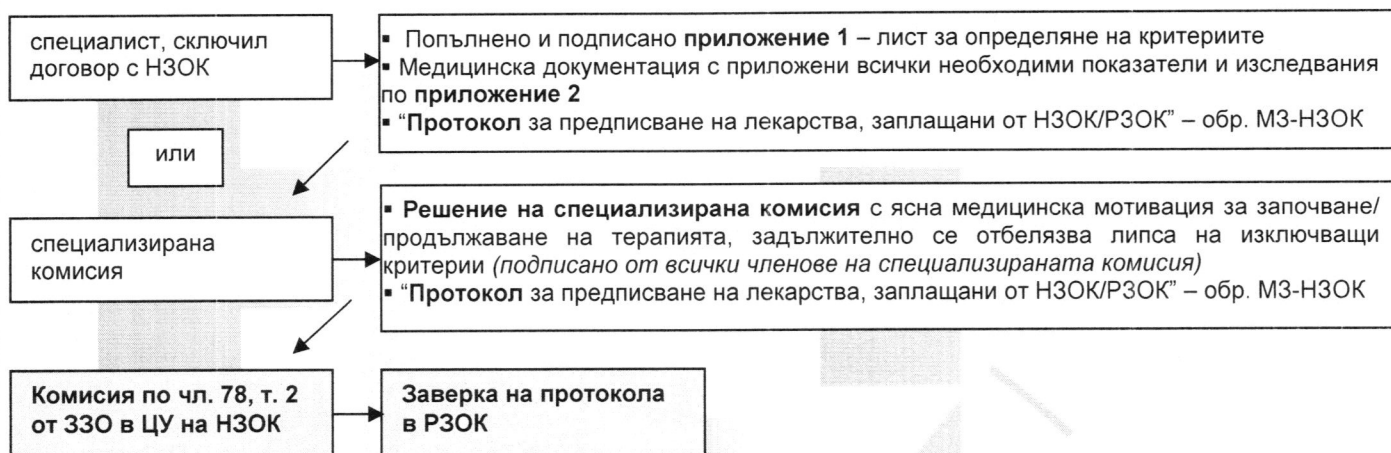 специалист, сключил
договор с НЗОК
▪ Попълнено и подписано приложение 1 – лист за определяне на критериите
▪ Медицинска документация с приложени всички необходими показатели и изследвания
по приложение 2
▪ “Протокол за предписване на лекарства, заплащани от НЗОК/РЗОК” – обр. МЗ-НЗОК
или
специализирана
комисия
▪ Решение на специализирана комисия с ясна медицинска мотивация за започване/
продължаване на терапията, задължително се отбелязва липса на изключващи
критерии (подписано от всички членове на специализираната комисия)
▪ “Протокол за предписване на лекарства, заплащани от НЗОК/РЗОК” – обр. МЗ-НЗОК
Комисия по чл. 78, т. 2
от ЗЗО в ЦУ на НЗОК
Заверка на протокола
в РЗОК